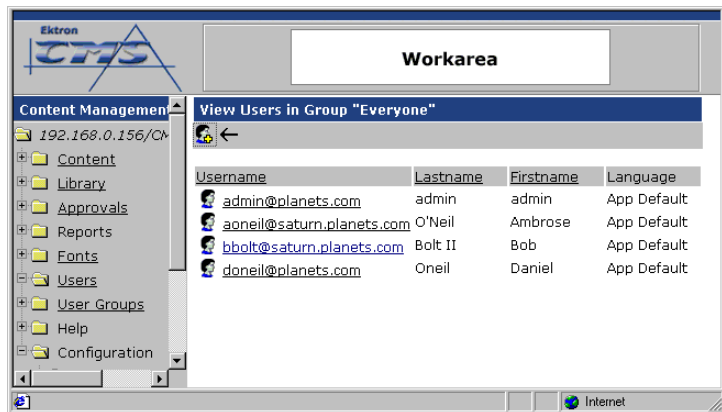 Ektron
CMS
Workarea
Content Management
192.168.0.156/CM
Content
Library
Approvals
Reports
Fonts
Users
User Groups
Help
Configuration
View Users in Group "Everyone"
Username Lastname Firstname Language
admin@planets.com admin admin App Default
aoneil@saturn.planets.com O'Neil Ambrose App Default
bbolt@saturn.planets.com Bolt II Bob App Default
doneil@planets.com Oneil Daniel App Default
Internet